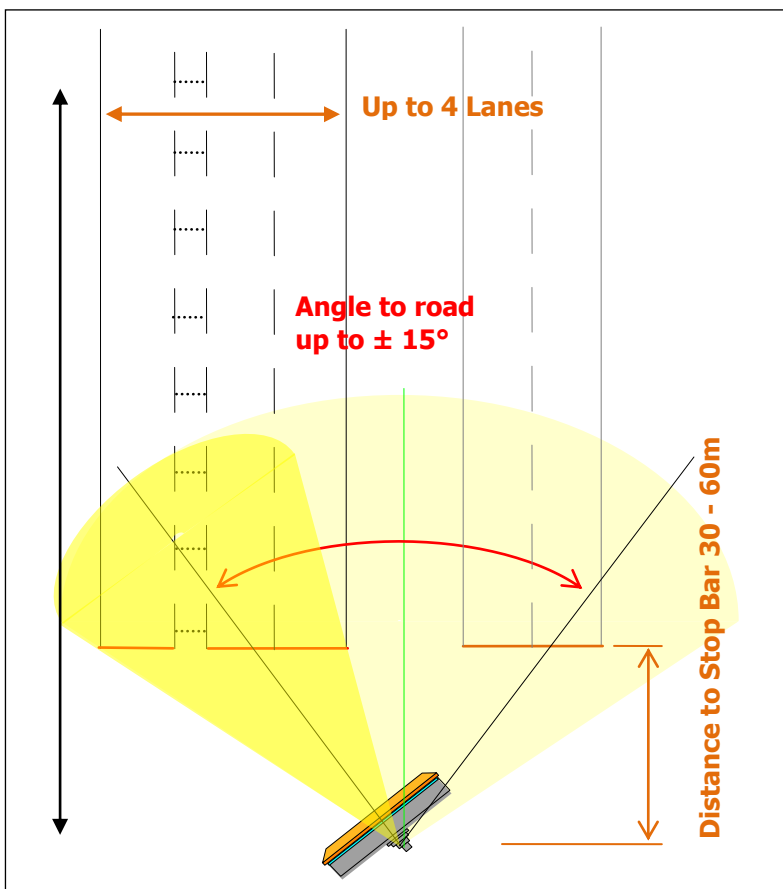 Up to 4 Lanes
Angle to road
up to ± 15°
Distance to Stop Bar 30 - 60m